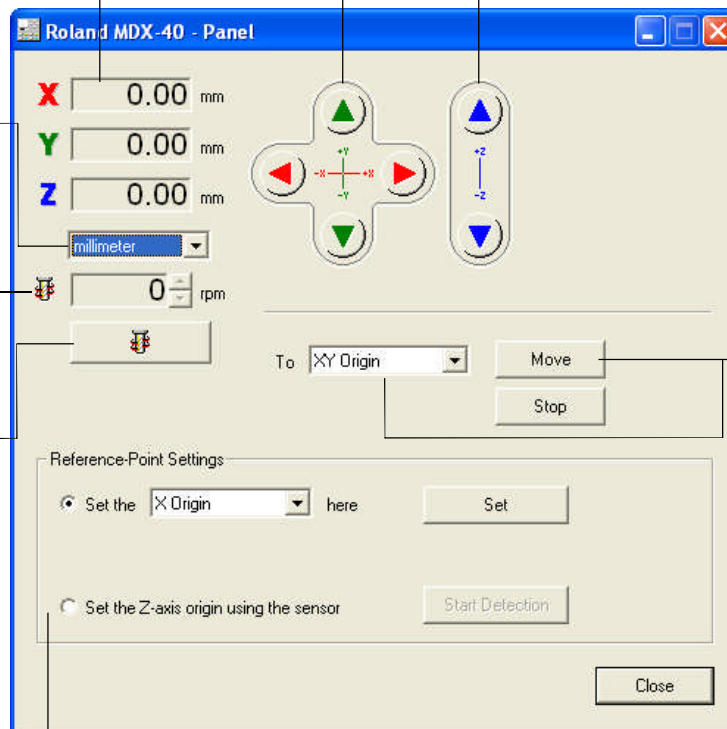 Roland MDX-40 - Panel
X 0.00 mm
Y 0.00 mm
Z 0.00 mm
+Y
-X +X
-Y
+Z
-Z
millimeter
0 rpm
To XY Origin Move
Stop
Reference-Point Settings
Set the X Origin here Set
Set the Z-axis origin using the sensor Start Detection
Close